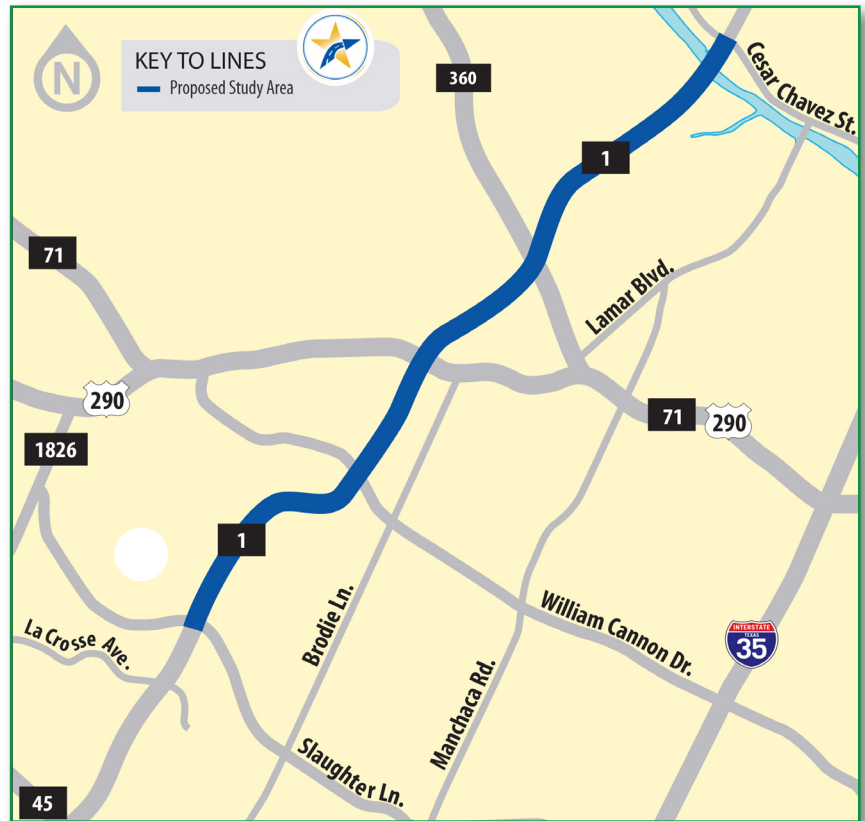 N
KEY TO LINES
Proposed Study Area
360
Cesar Chavez St.
1
71
Lamar Blvd.
290
71
290
1826
1
Brodie Ln.
William Cannon Dr.
INTERSTATE
TEXAS
35
La Crosse Ave.
Manchaca Rd.
Slaughter Ln.
45